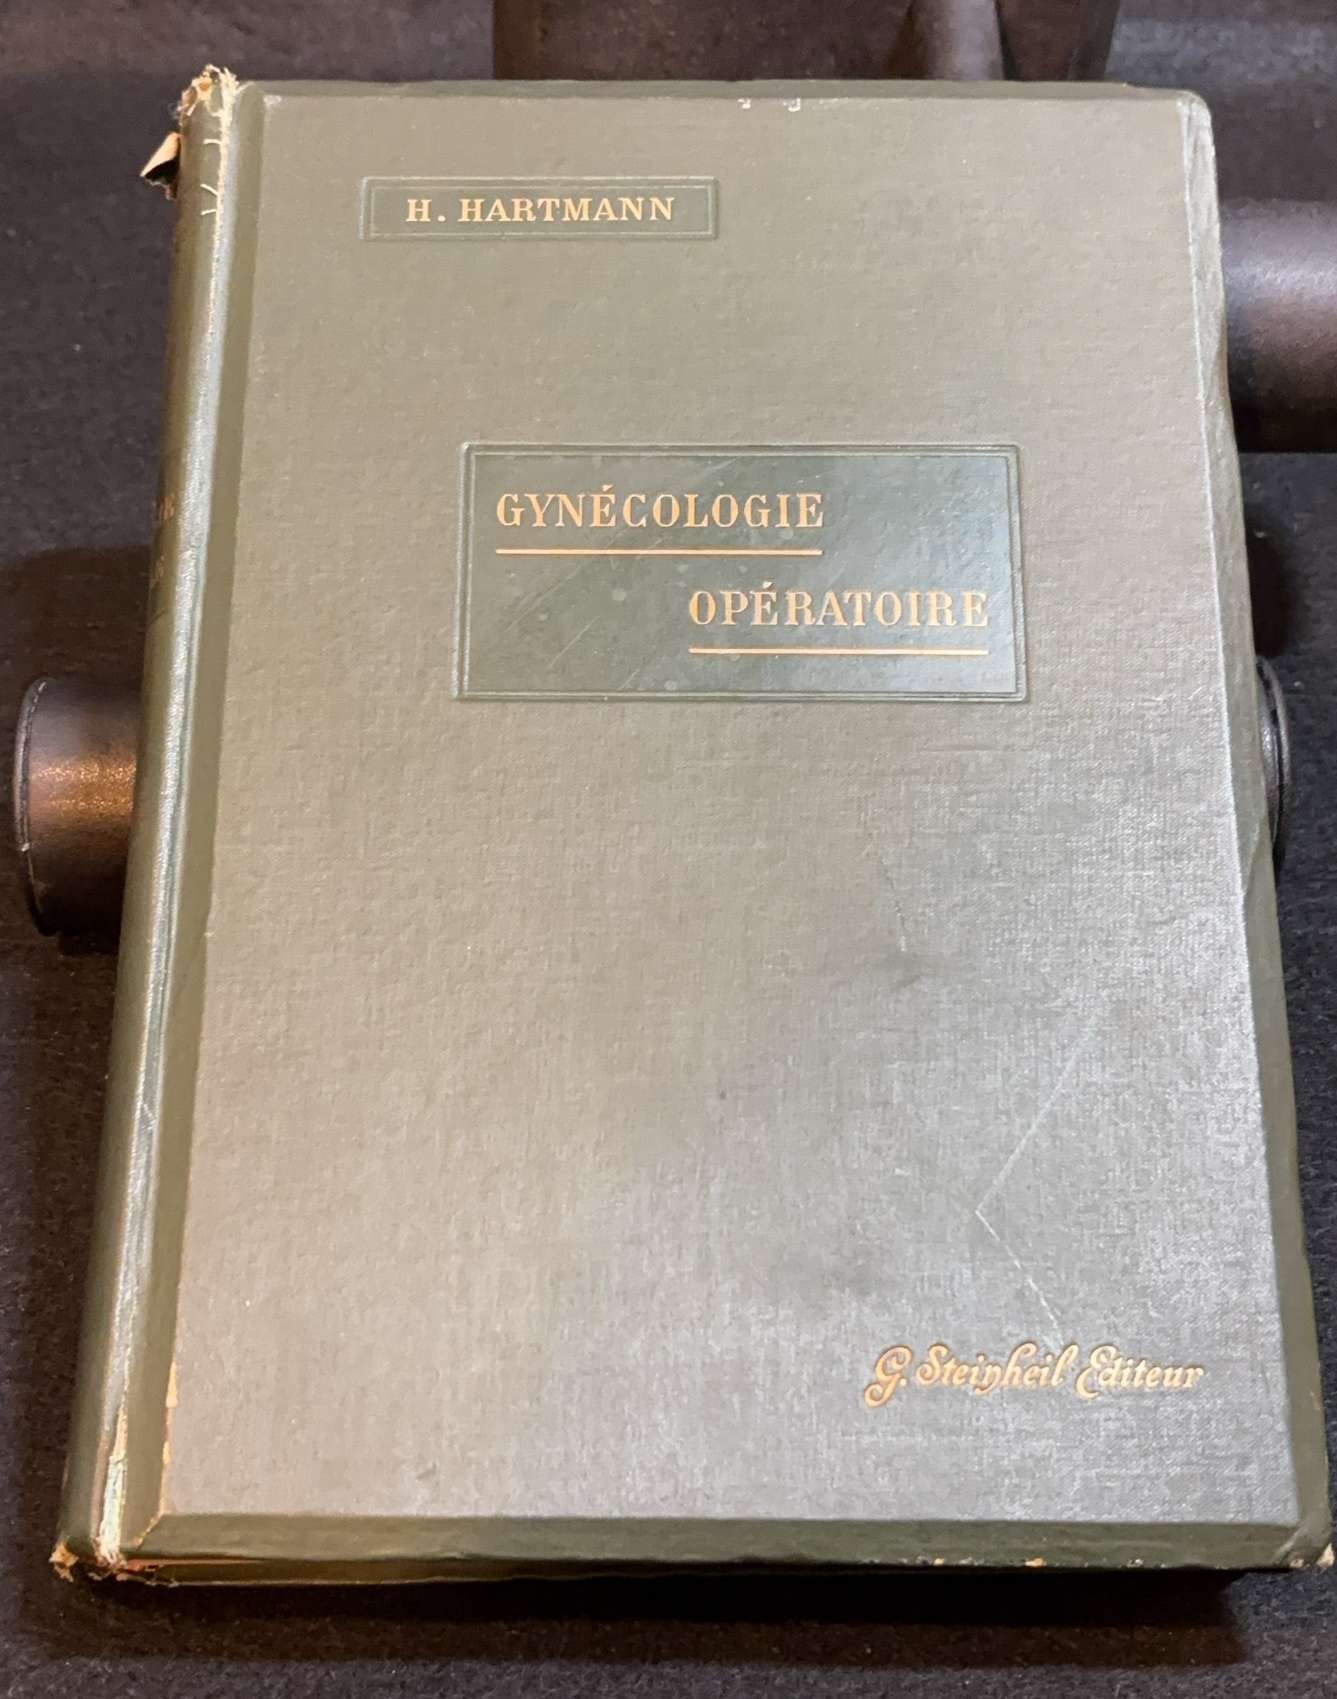 H. HARTMANN
GYNÉCOLOGIE
OPÉRATOIRE
G. Steinheil Editeur